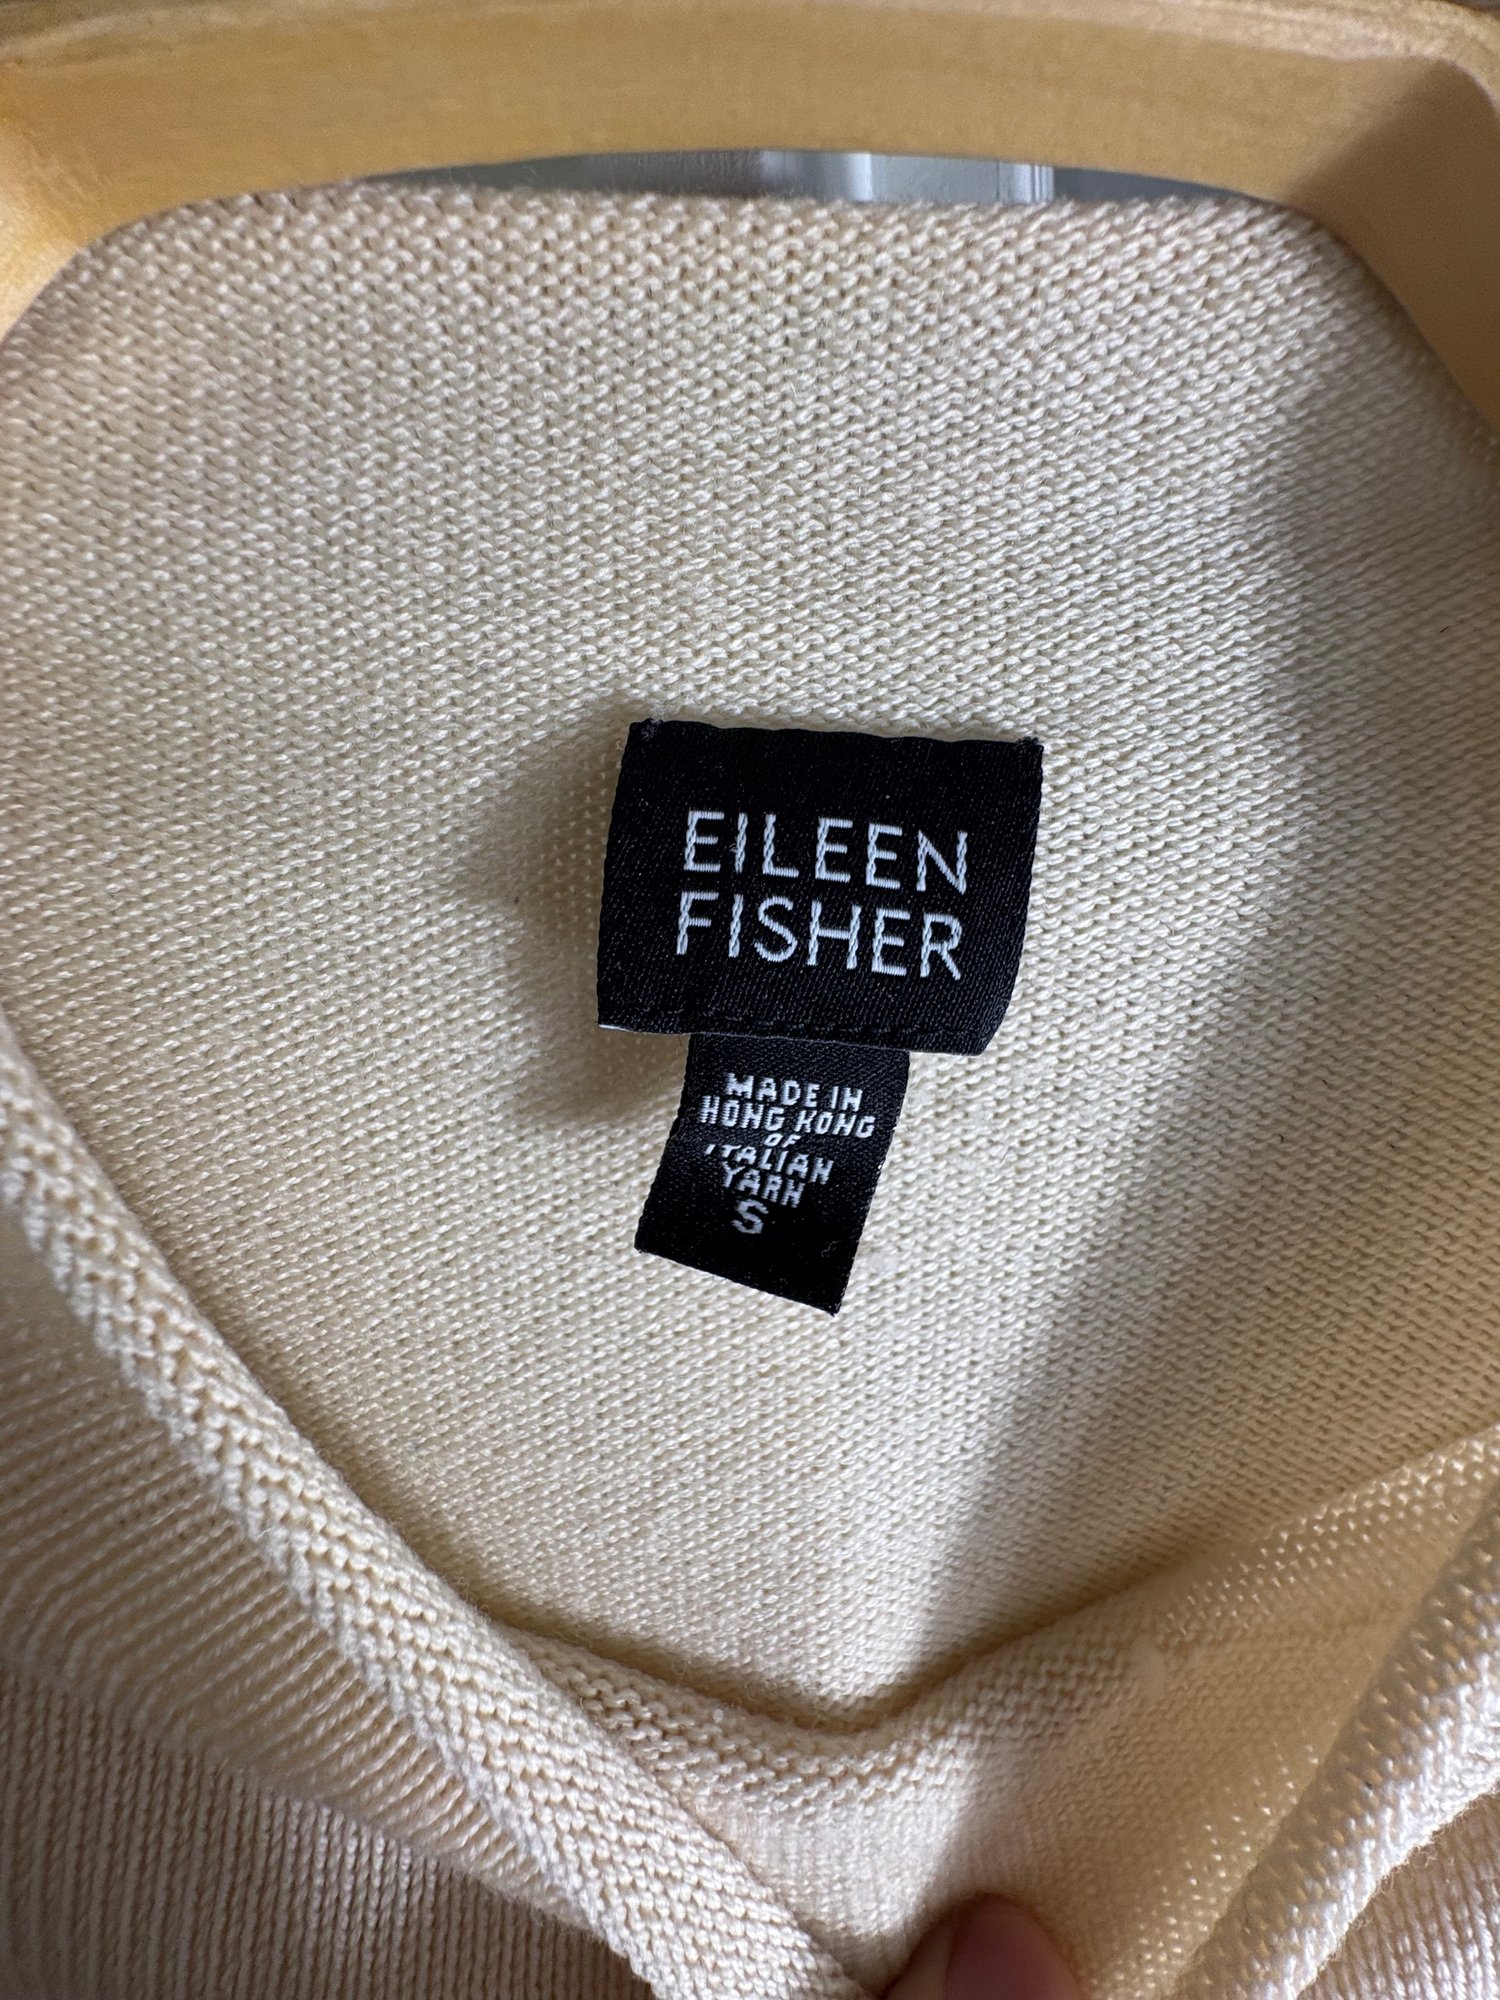 EILEEN
FISHER
MADE IN
HONG KONG
OF
ITALIAN
YARN
S